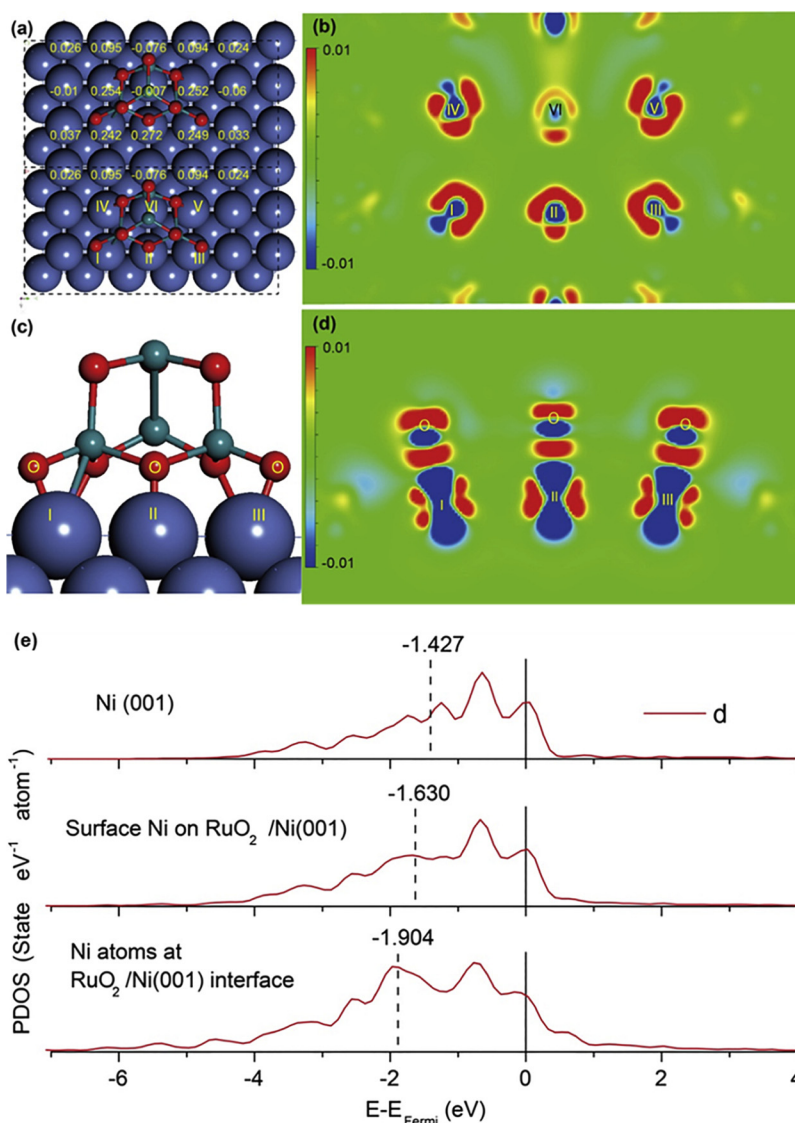 (a)
0.026 0.095 -0.076 0.094 0.024
-0.01 0.254 -0.007 0.252 -0.06
0.037 0.242 0.272 0.249 0.033
0.026 0.095 -0.076 0.094 0.024
IV VI V
I II III
(b)
0.01
-0.01
IV VI V
I II III
(c)
O O O
I II III
(d)
0.01
-0.01
O O O
I II III
(e)
-1.427
Ni (001)
d
-1.630
Surface Ni on RuO₂ /Ni(001)
-1.904
Ni atoms at
RuO₂ /Ni(001) interface
PDOS (State eV⁻¹ atom⁻¹)
-6 -4 -2 0 2 4
E-E_Fermi (eV)